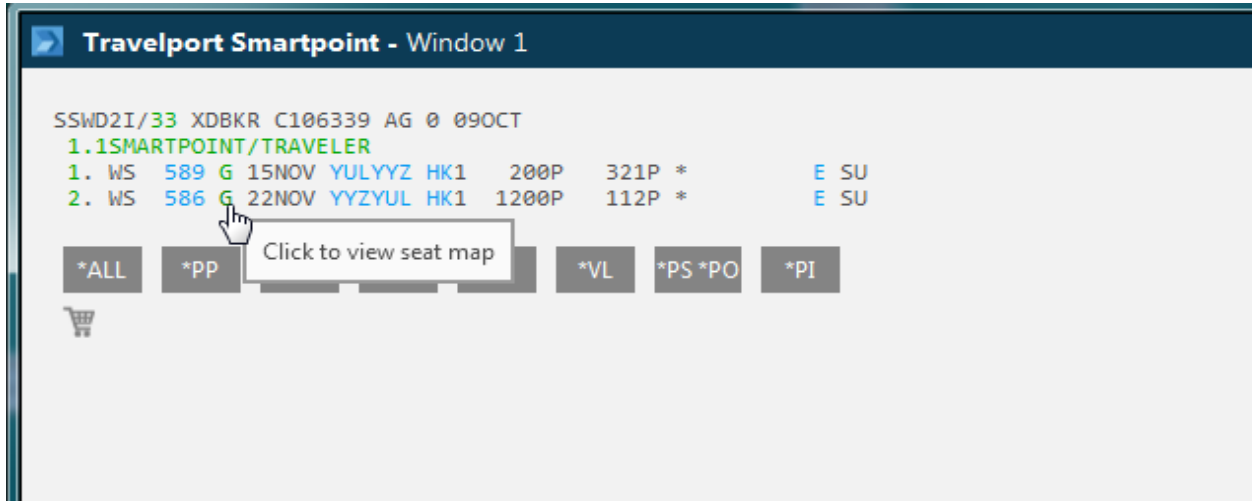 Travelport Smartpoint - Window 1
SSWD2I/33 XDBKR C106339 AG 0 09OCT
1.1SMARTPOINT/TRAVELER
1. WS 589 G 15NOV YULYYZ HK1 200P 321P * E SU
2. WS 586 G 22NOV YYZYUL HK1 1200P 112P * E SU
Click to view seat map
*ALL *PP *VL *PS *PO *PI